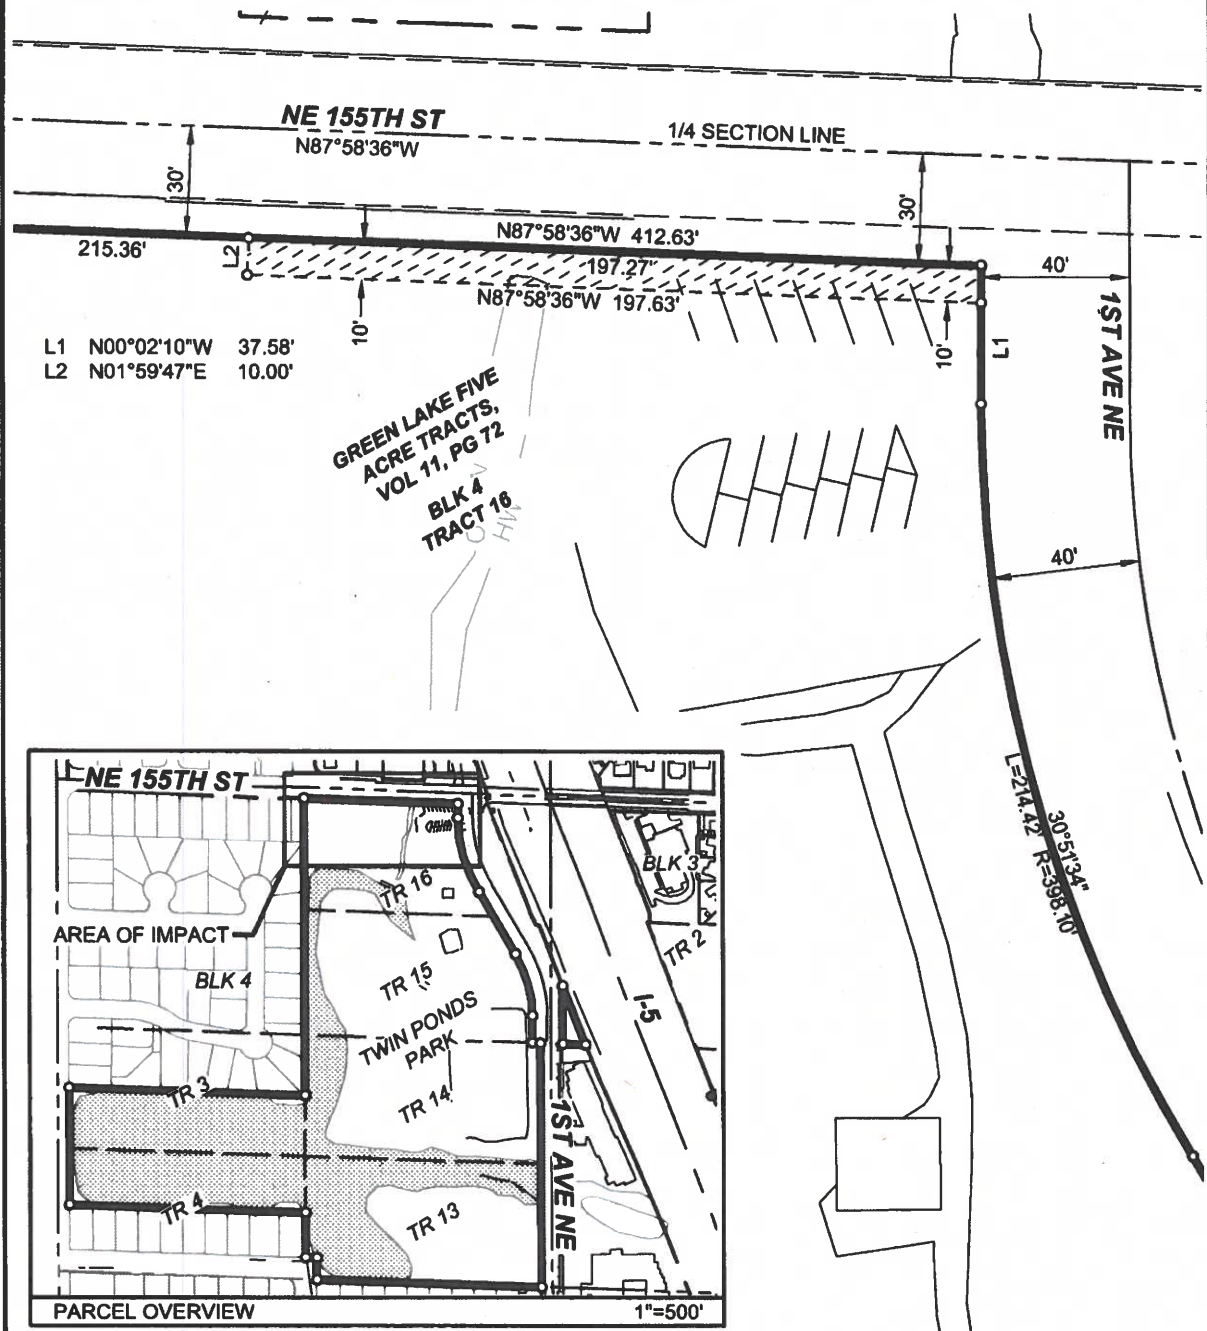 NE 155TH ST
N87°58'36"W
1/4 SECTION LINE
30'
30'
215.36'
L2
N87°58'36"W 412.63'
197.27'
N87°58'36"W 197.63'
40'
10'
10'
L1
1ST AVE NE
L1 N00°02'10"W 37.58'
L2 N01°59'47"E 10.00'
GREEN LAKE FIVE
ACRE TRACTS,
VOL 11, PG 72
BLK 4
TRACT 16
40'
30°51'34"
L=214.42' R=398.10'
NE 155TH ST
BLK 3
TR 16
AREA OF IMPACT
TR 2
BLK 4
TR 15
I-5
TWIN PONDS
PARK
TR 3
TR 14
1ST AVE NE
TR 4
TR 13
PARCEL OVERVIEW
1"=500'